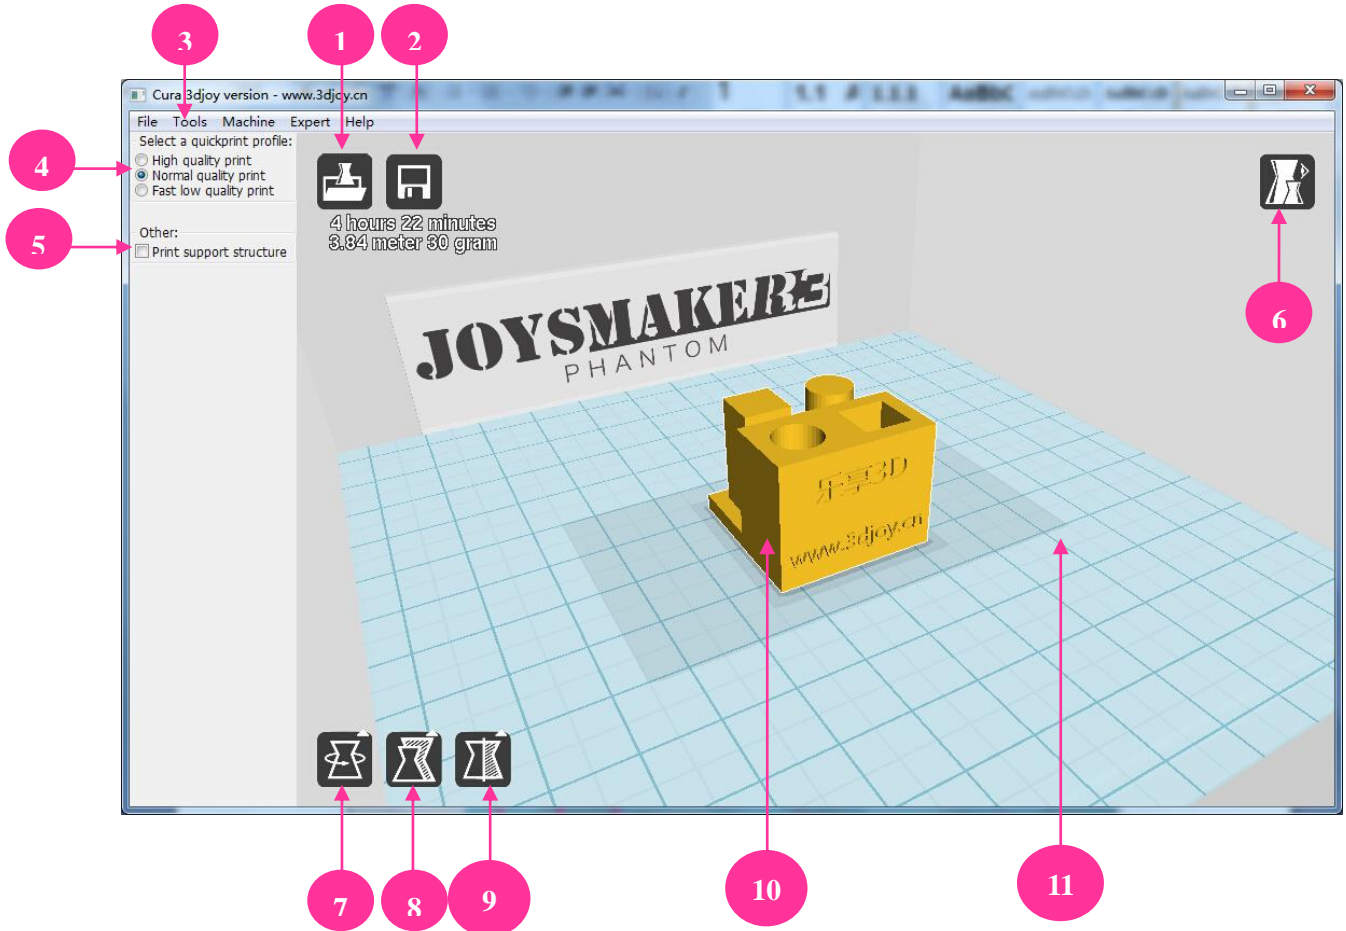 3
1
2
Cura 3djoy version - www.3djoy.cn
File Tools Machine Expert Help
Select a quickprint profile:
4
High quality print
Normal quality print
Fast low quality print
4 hours 22 minutes
3.84 meter 30 gram
Other:
5
Print support structure
6
JOYSMAKER R3
PHANTOM
乐享3D
www.3djoy.cn
7
8
9
10
11